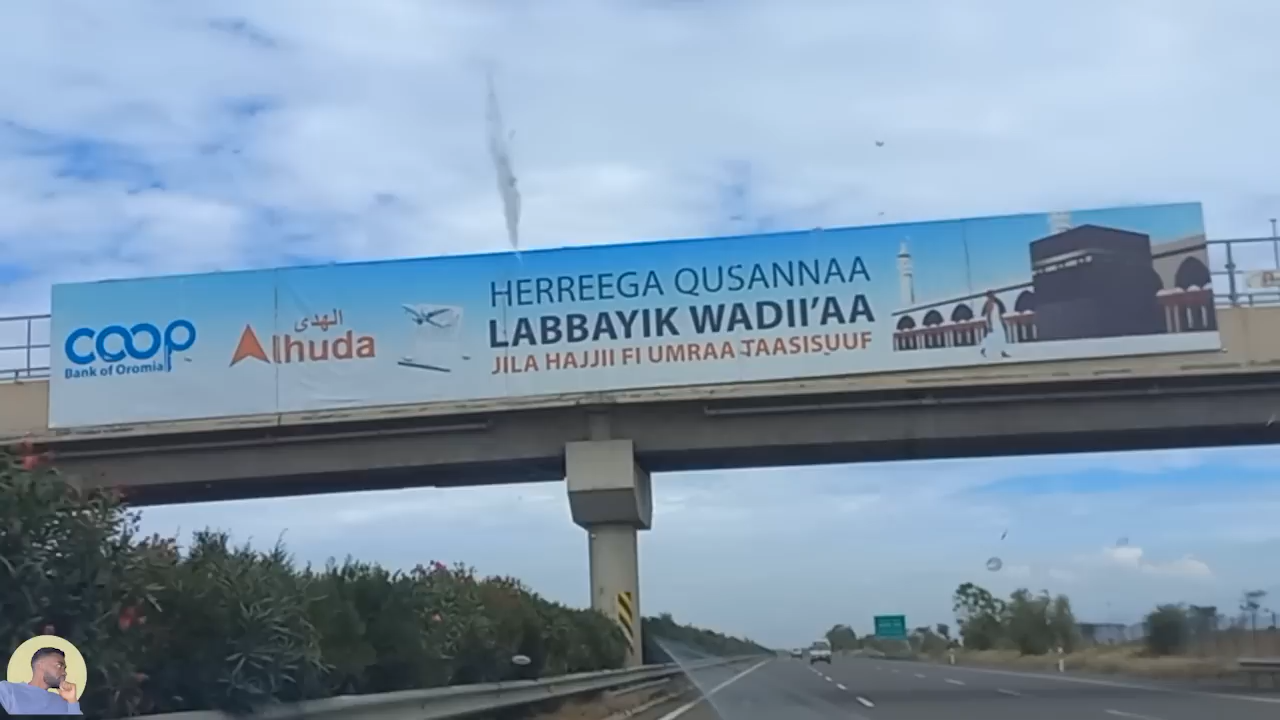 COOP
Bank of Oromia
الهدى
Alhuda
HERREEGA QUSANNAA
LABBAYIK WADII'AA
JILA HAJJII FI UMRAA TAASISUUF